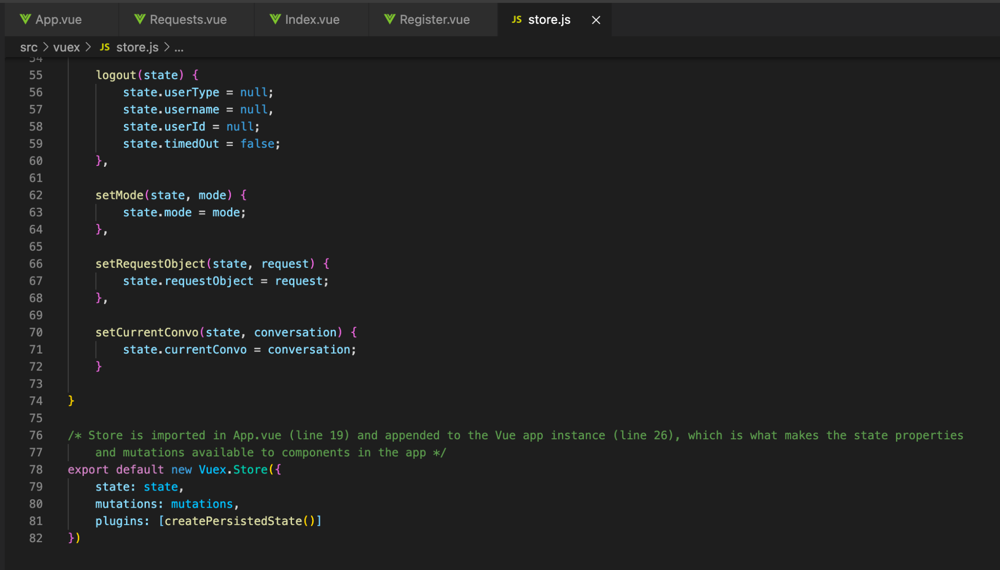 App.vue Requests.vue Index.vue Register.vue JS store.js ×
src > vuex > JS store.js > ...
54
55 logout(state) {
56 state.userType = null;
57 state.username = null,
58 state.userId = null;
59 state.timedOut = false;
60 },
61
62 setMode(state, mode) {
63 state.mode = mode;
64 },
65
66 setRequestObject(state, request) {
67 state.requestObject = request;
68 },
69
70 setCurrentConvo(state, conversation) {
71 state.currentConvo = conversation;
72 }
73
74 }
75
76 /* Store is imported in App.vue (line 19) and appended to the Vue app instance (line 26), which is what makes the state properties
77 and mutations available to components in the app */
78 export default new Vuex.Store({
79 state: state,
80 mutations: mutations,
81 plugins: [createPersistedState()]
82 })